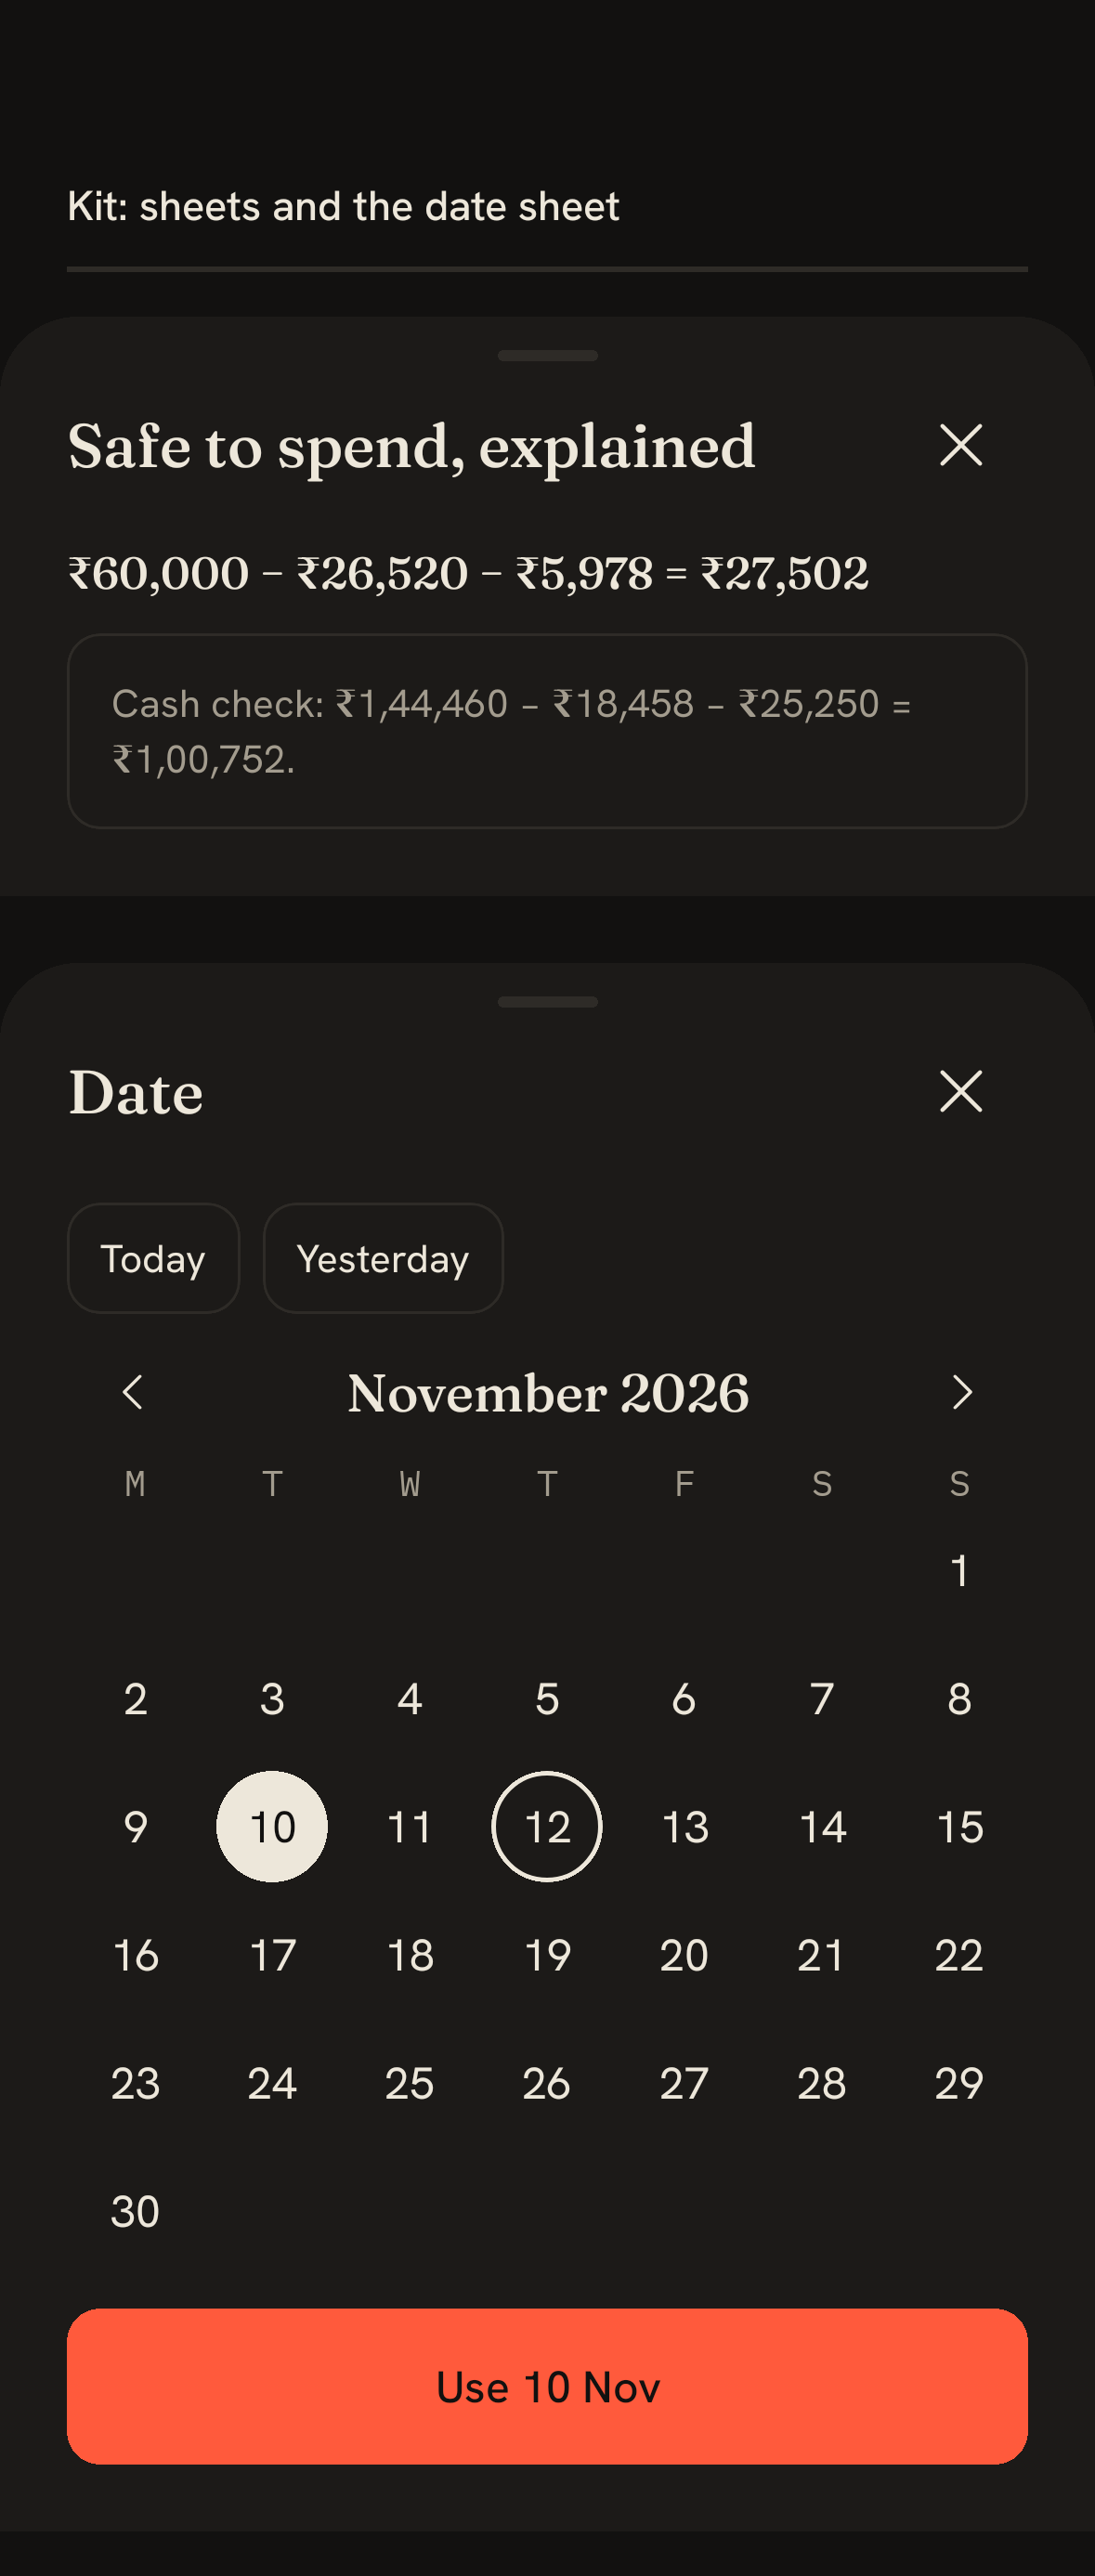 Kit: sheets and the date sheet
Safe to spend, explained
₹60,000 – ₹26,520 – ₹5,978 = ₹27,502
Cash check: ₹1,44,460 – ₹18,458 – ₹25,250 =
₹1,00,752.
Date
Today Yesterday
November 2026
M T W T F S S
1
2 3 4 5 6 7 8
9 10 11 12 13 14 15
16 17 18 19 20 21 22
23 24 25 26 27 28 29
30
Use 10 Nov